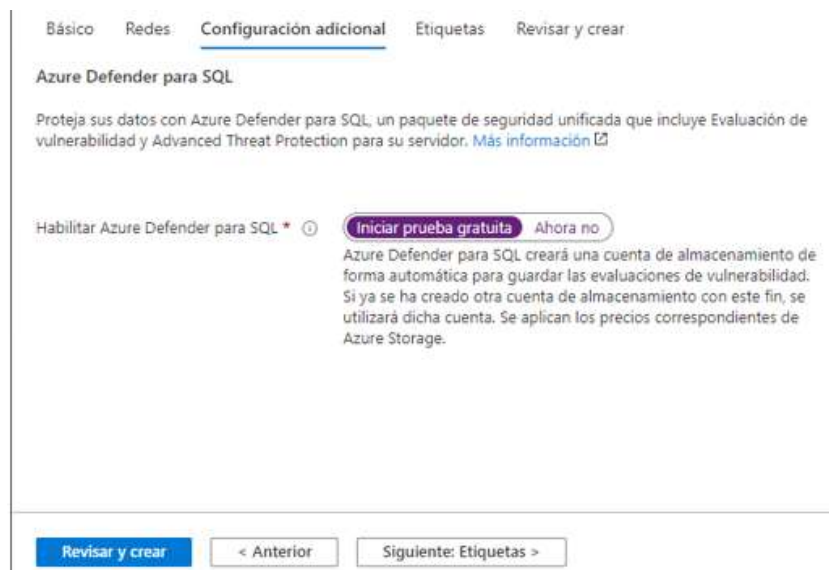 Básico Redes Configuración adicional Etiquetas Revisar y crear
Azure Defender para SQL
Proteja sus datos con Azure Defender para SQL, un paquete de seguridad unificada que incluye Evaluación de
vulnerabilidad y Advanced Threat Protection para su servidor. Más información
Habilitar Azure Defender para SQL * Iniciar prueba gratuita Ahora no
Azure Defender para SQL creará una cuenta de almacenamiento de
forma automática para guardar las evaluaciones de vulnerabilidad.
Si ya se ha creado otra cuenta de almacenamiento con este fin, se
utilizará dicha cuenta. Se aplican los precios correspondientes de
Azure Storage.
Revisar y crear < Anterior Siguiente: Etiquetas >